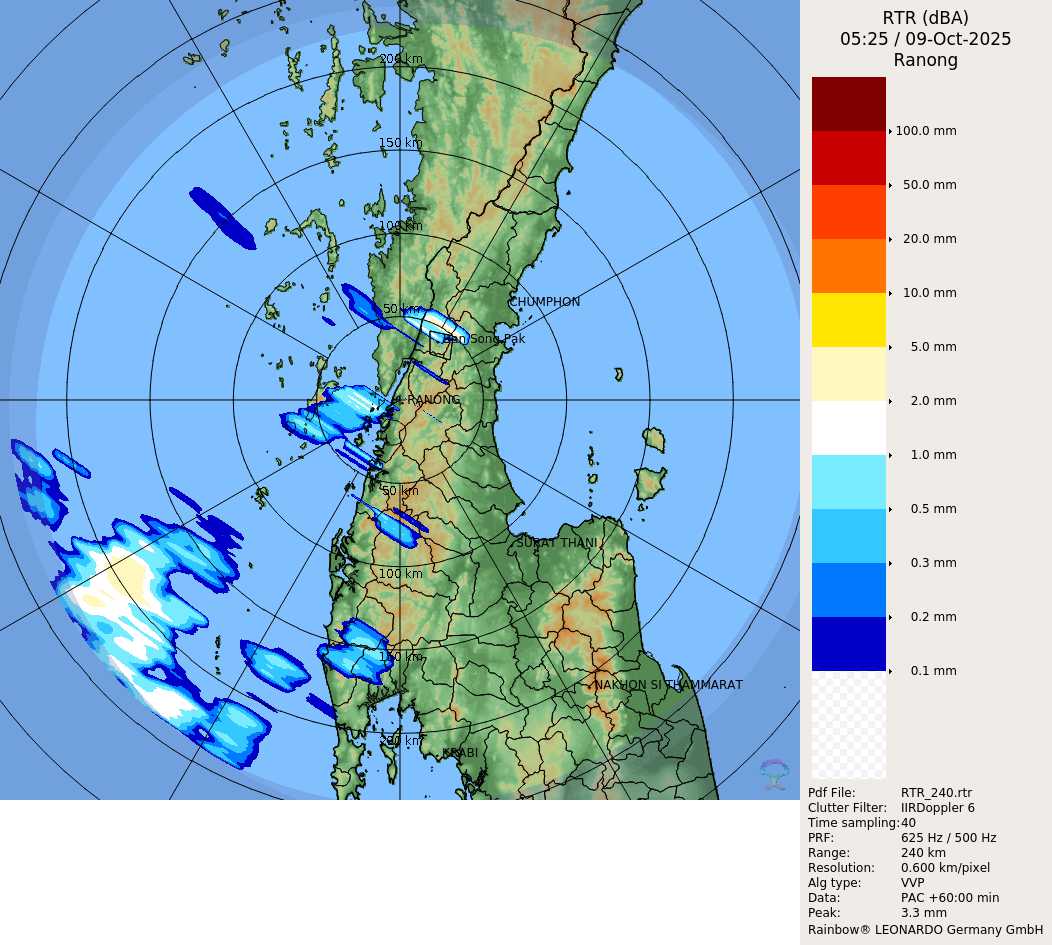 RTR (dBA)
05:25 / 09-Oct-2025
Ranong
200 km
150 km
100 km
50 km
CHUMPHON
Ban Song Pak
RANONG
50 km
SURAT THANI
100 km
150 km
NAKHON SI THAMMARAT
200 km
KRABI
100.0 mm
50.0 mm
20.0 mm
10.0 mm
5.0 mm
2.0 mm
1.0 mm
0.5 mm
0.3 mm
0.2 mm
0.1 mm
Pdf File: RTR_240.rtr
Clutter Filter: IIRDoppler 6
Time sampling:40
PRF: 625 Hz / 500 Hz
Range: 240 km
Resolution: 0.600 km/pixel
Alg type: VVP
Data: PAC +60:00 min
Peak: 3.3 mm
Rainbow® LEONARDO Germany GmbH